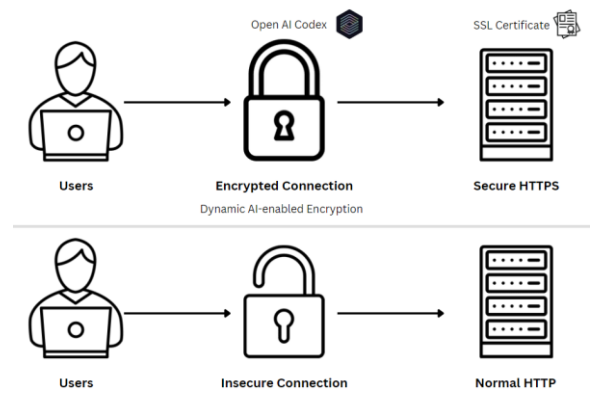 Open AI Codex
SSL Certificate
Users
Encrypted Connection
Secure HTTPS
Dynamic AI-enabled Encryption
Users
Insecure Connection
Normal HTTP